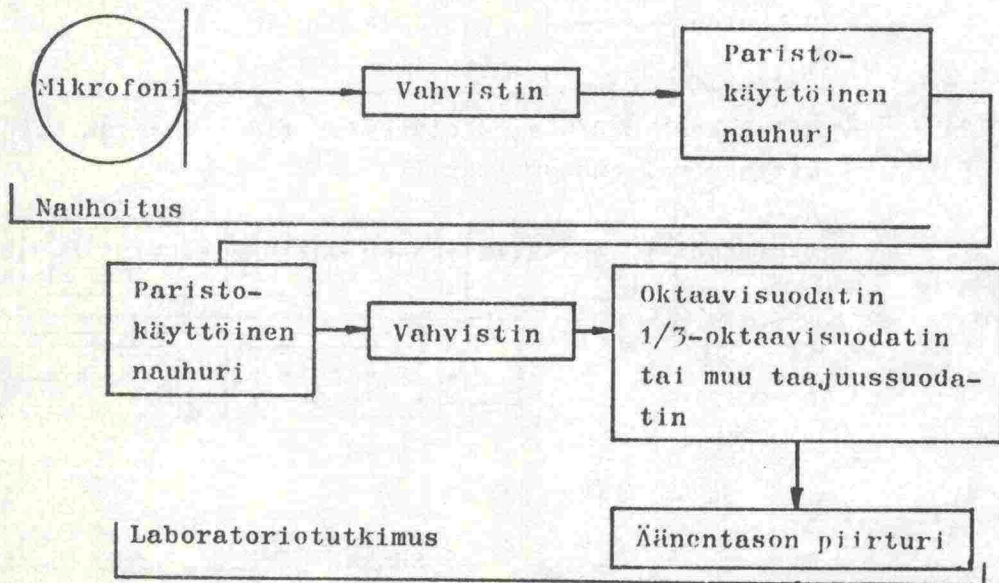 Mikrofoni
Vahvistin
Paristo-
käyttöinen
nauhuri
Nauhoitus
Paristo-
käyttöinen
nauhuri
Vahvistin
Oktaavisuodatin
1/3-oktaavisuodatin
tai muu taajuussuoda-
tin
Laboratoriotutkimus
Äänentason piirturi